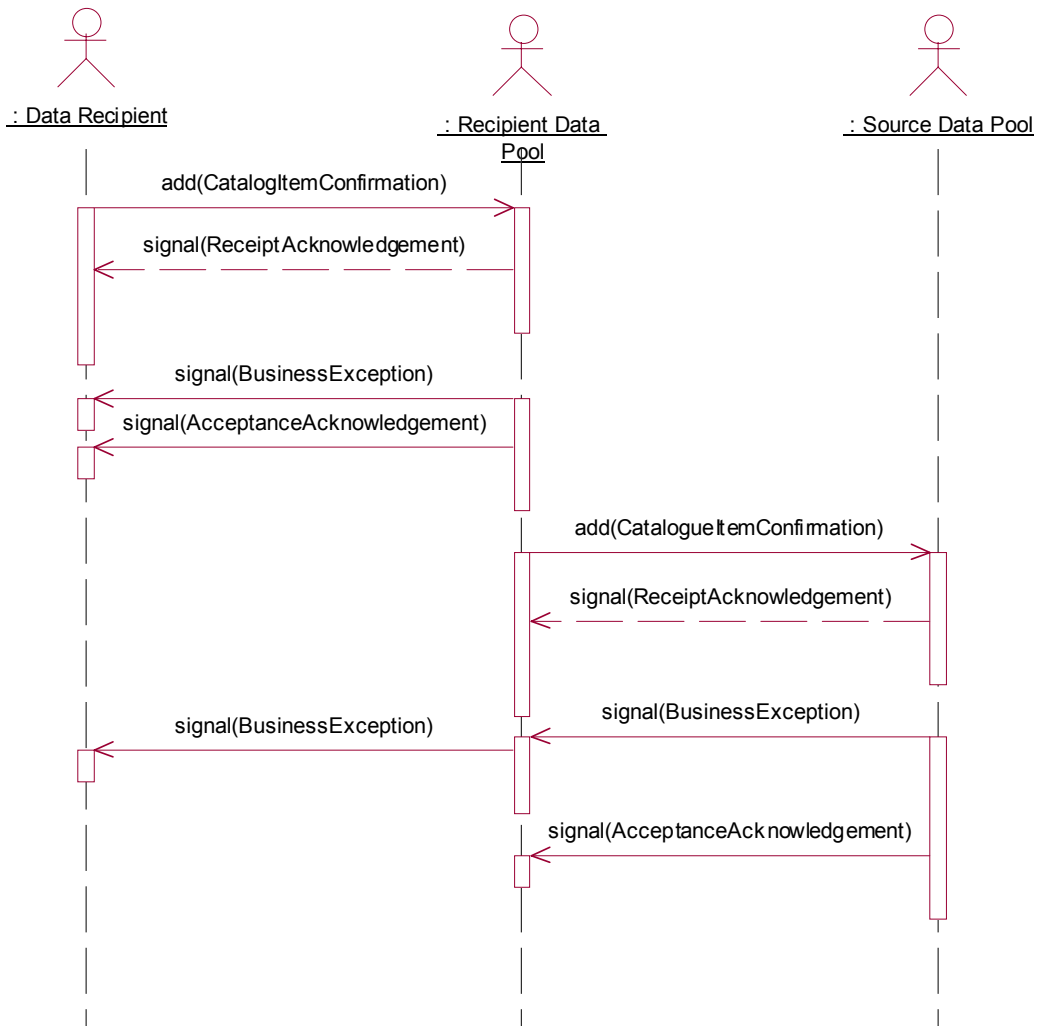 : Data Recipient
: Recipient Data
Pool
: Source Data Pool
add(CatalogItemConfirmation)
signal(ReceiptAcknowledgement)
signal(BusinessException)
signal(AcceptanceAcknowledgement)
add(CatalogueItemConfirmation)
signal(ReceiptAcknowledgement)
signal(BusinessException)
signal(BusinessException)
signal(AcceptanceAcknowledgement)